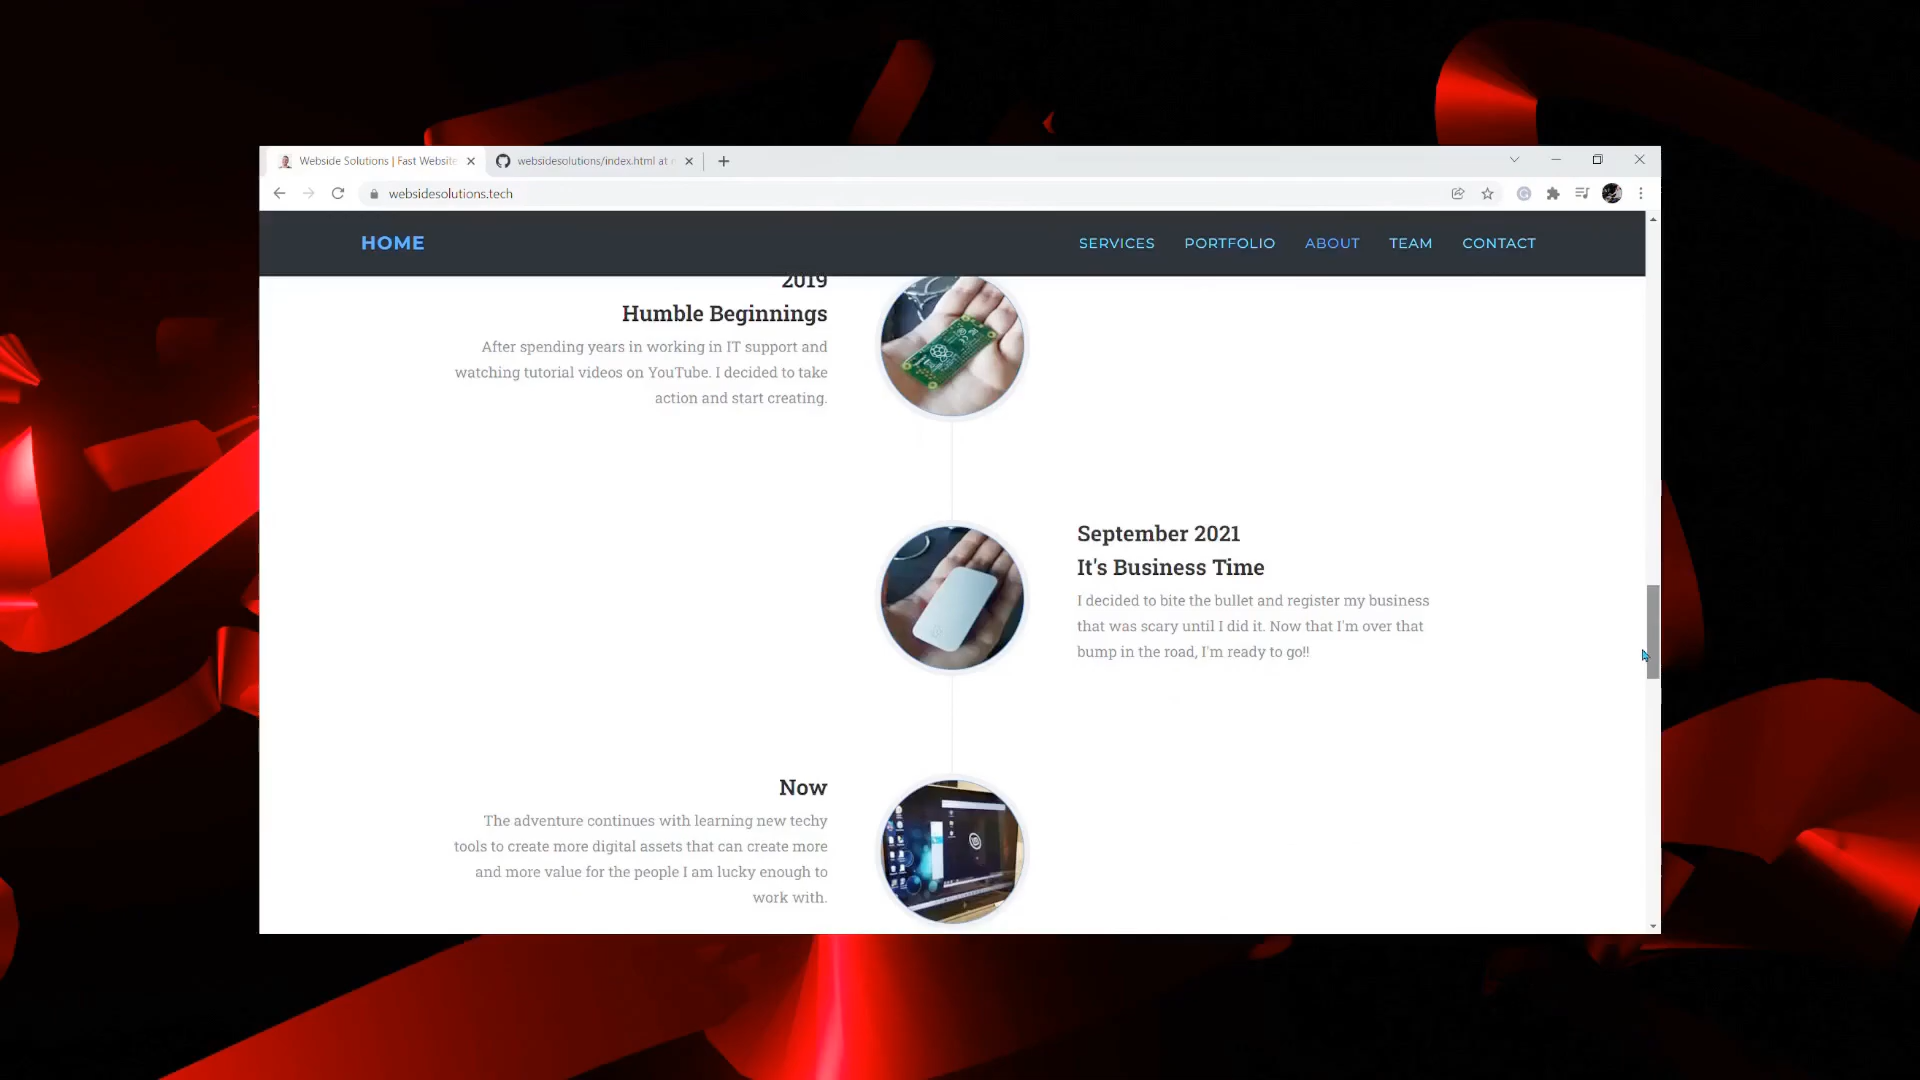 Webside Solutions | Fast Website
websidesolutions/index.html at
websidesolutions.tech
HOME
SERVICES
PORTFOLIO
ABOUT
TEAM
CONTACT
2019
Humble Beginnings
After spending years in working in IT support and
watching tutorial videos on YouTube. I decided to take
action and start creating.
September 2021
It's Business Time
I decided to bite the bullet and register my business
that was scary until I did it. Now that I'm over that
bump in the road, I'm ready to go!!
Now
The adventure continues with learning new techy
tools to create more digital assets that can create more
and more value for the people I am lucky enough to
work with.